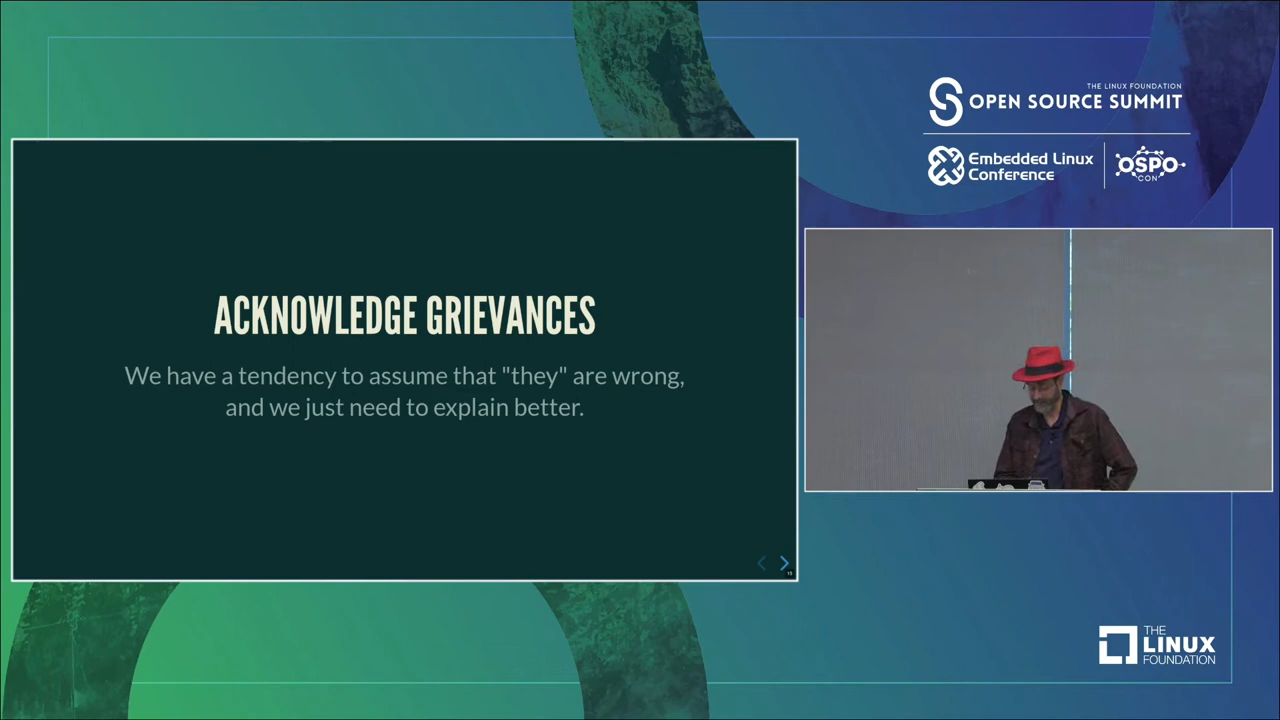 THE LINUX FOUNDATION
OPEN SOURCE SUMMIT
Embedded Linux
Conference
OSPO
CON
ACKNOWLEDGE GRIEVANCES
We have a tendency to assume that "they" are wrong,
and we just need to explain better.
15
THE
LINUX
FOUNDATION